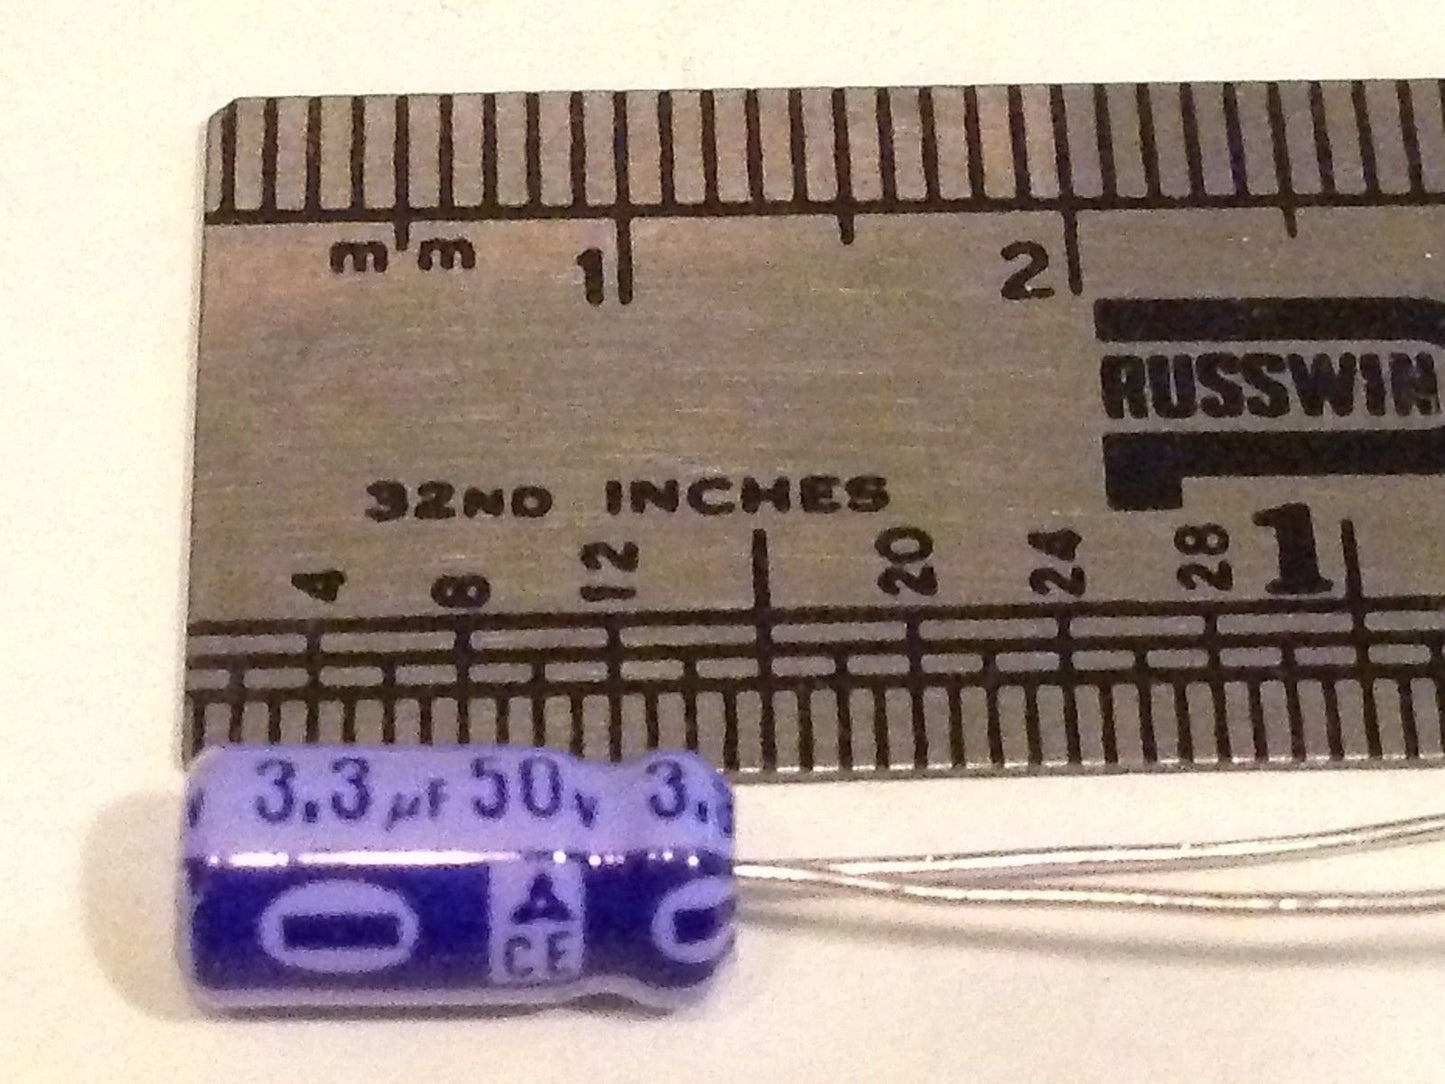 mm
1 2
RUSSWIN
32ND INCHES
4 8 12 20 24 28 1
3.3 µF 50v 3.
CE